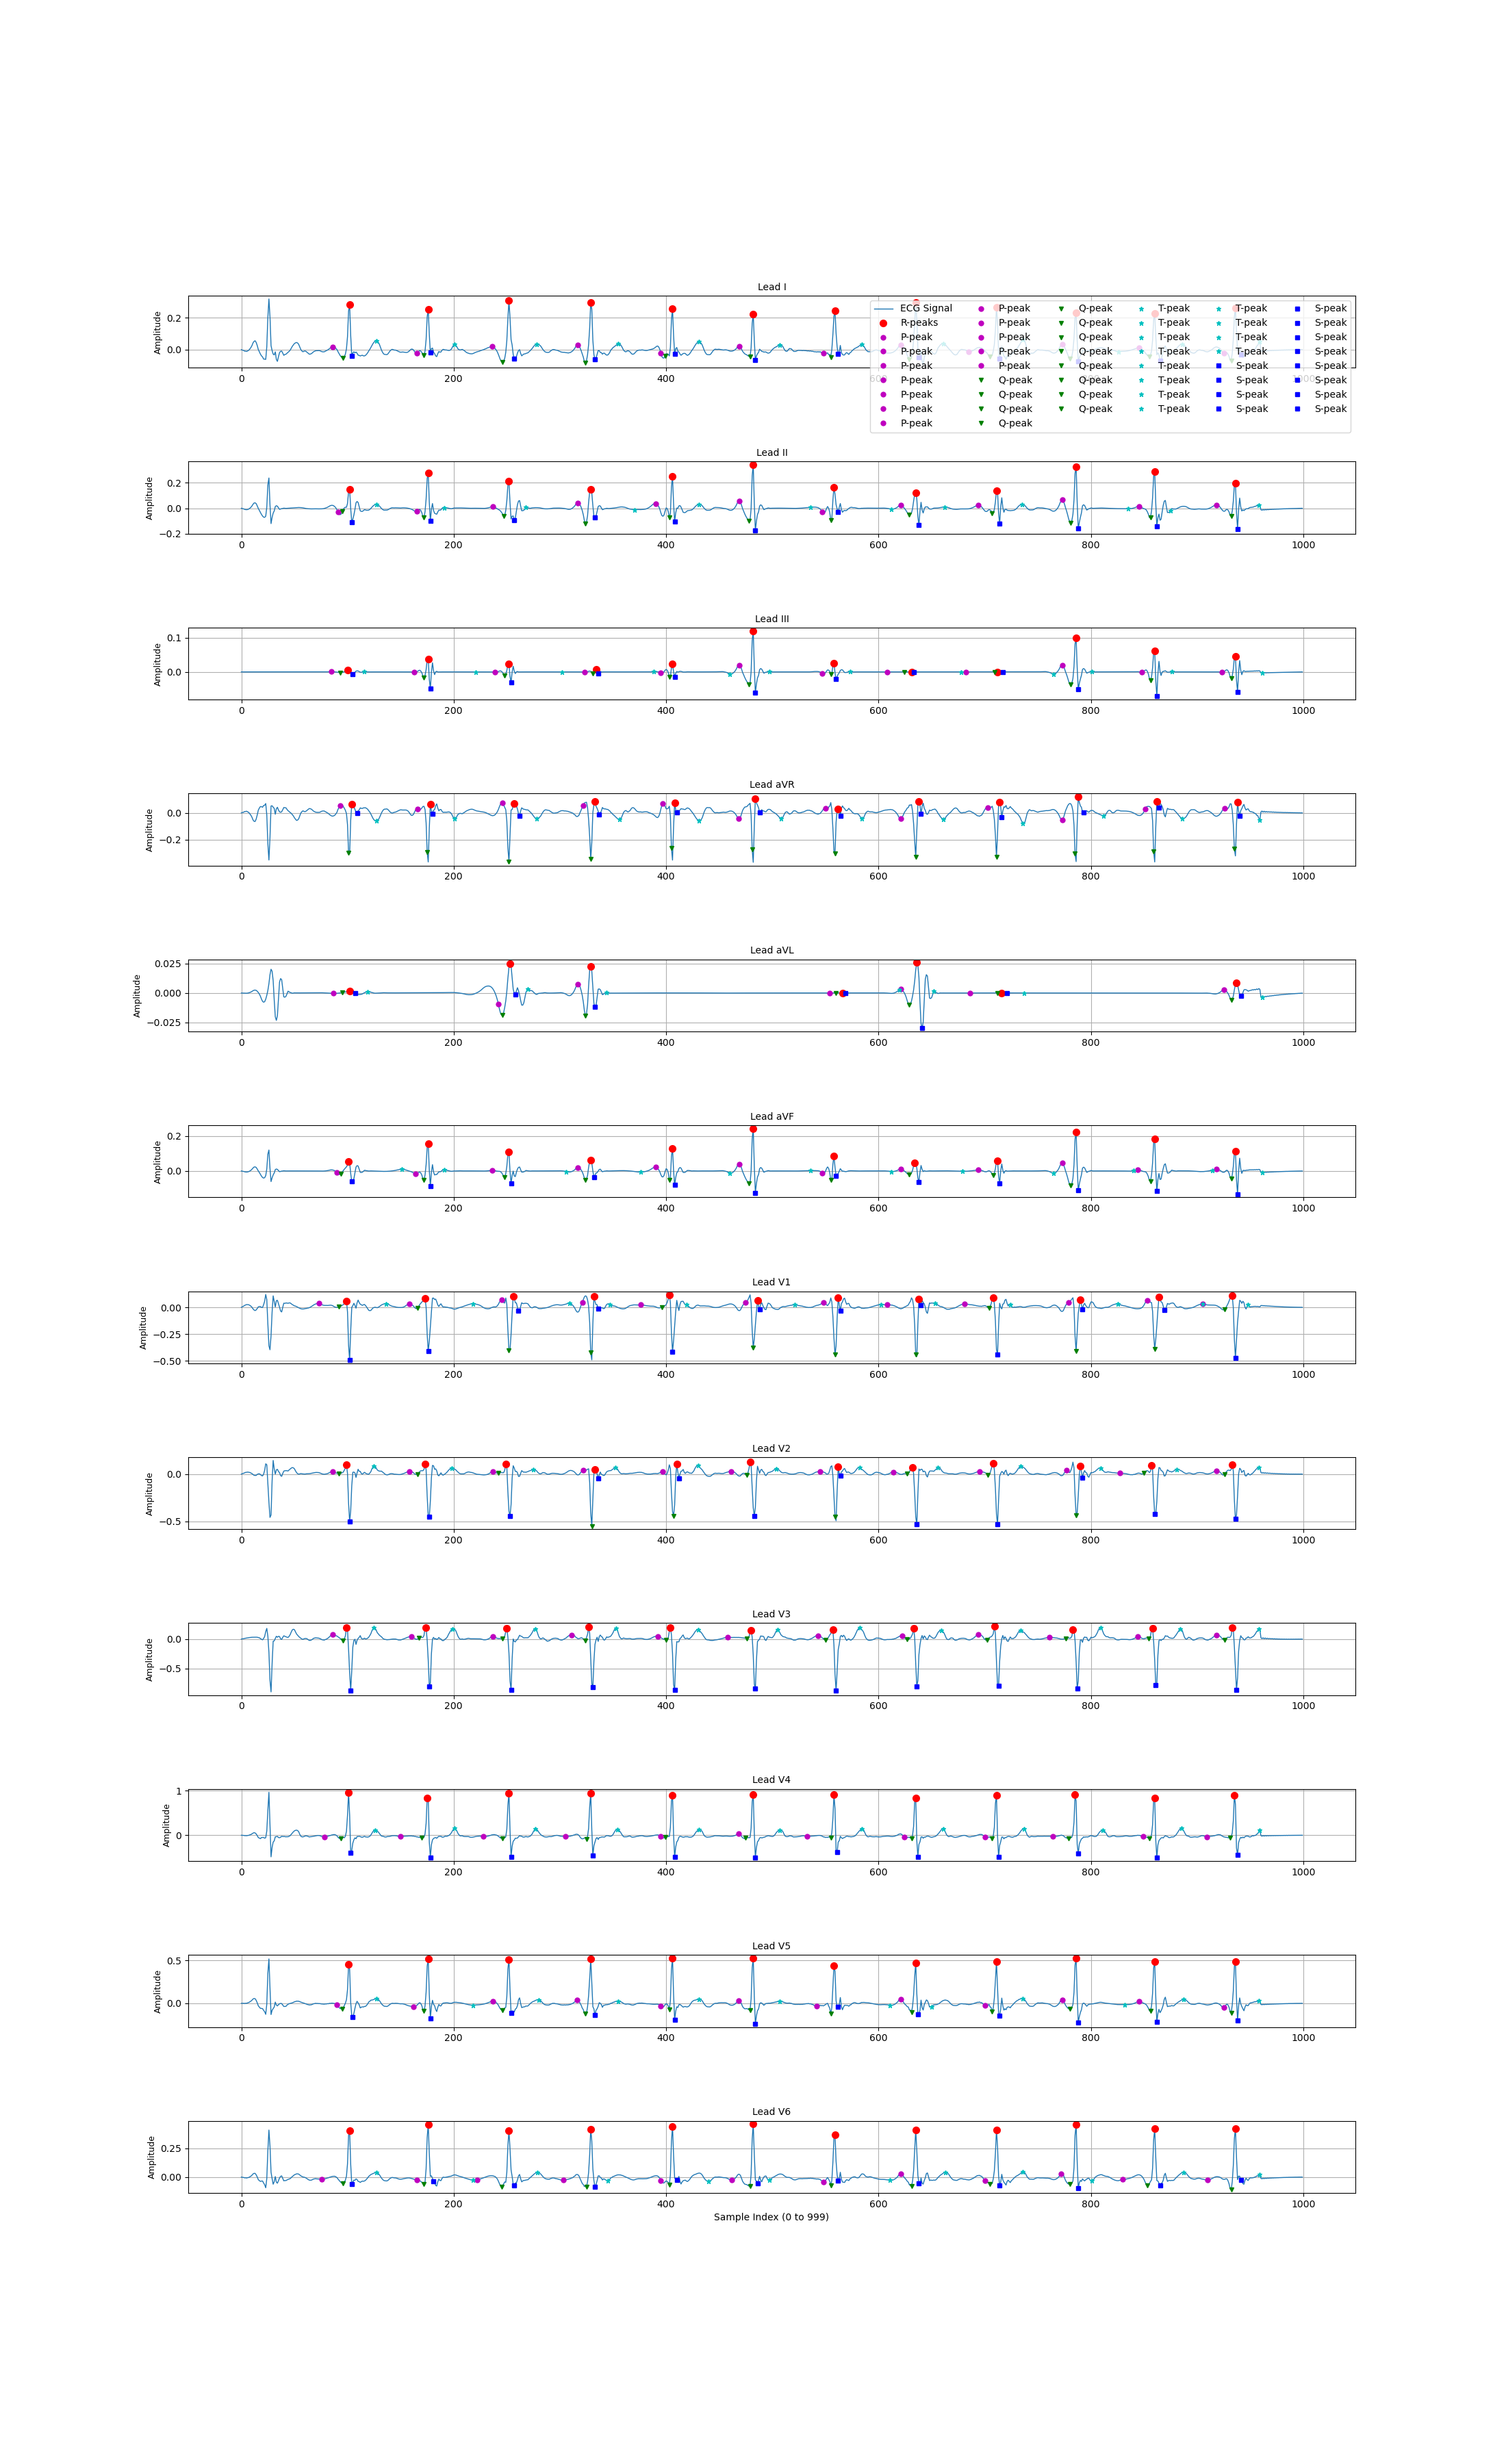 Lead I
Amplitude
0.2
0.0
0 200 400 600 800 1000
ECG Signal P-peak Q-peak T-peak T-peak S-peak
R-peaks P-peak Q-peak T-peak T-peak S-peak
P-peak P-peak Q-peak T-peak T-peak S-peak
P-peak P-peak Q-peak T-peak T-peak S-peak
P-peak P-peak Q-peak T-peak S-peak S-peak
P-peak Q-peak Q-peak T-peak S-peak S-peak
P-peak Q-peak Q-peak T-peak S-peak S-peak
P-peak Q-peak Q-peak T-peak S-peak S-peak
P-peak Q-peak
Lead II
Amplitude
0.2
0.0
−0.2
0 200 400 600 800 1000
Lead III
Amplitude
0.1
0.0
0 200 400 600 800 1000
Lead aVR
Amplitude
0.0
−0.2
0 200 400 600 800 1000
Lead aVL
Amplitude
0.025
0.000
−0.025
0 200 400 600 800 1000
Lead aVF
Amplitude
0.2
0.0
0 200 400 600 800 1000
Lead V1
Amplitude
0.00
−0.25
−0.50
0 200 400 600 800 1000
Lead V2
Amplitude
0.0
−0.5
0 200 400 600 800 1000
Lead V3
Amplitude
0.0
−0.5
0 200 400 600 800 1000
Lead V4
Amplitude
1
0
0 200 400 600 800 1000
Lead V5
Amplitude
0.5
0.0
0 200 400 600 800 1000
Lead V6
Amplitude
0.25
0.00
0 200 400 600 800 1000
Sample Index (0 to 999)